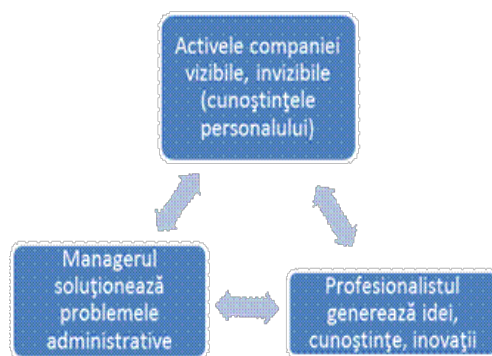 Activele companiei
vizibile, invizibile
(cunoştinţele
personalului)
Managerul
soluţionează
problemele
administrative
Profesionalistul
generează idei,
cunoştinţe, inovaţii